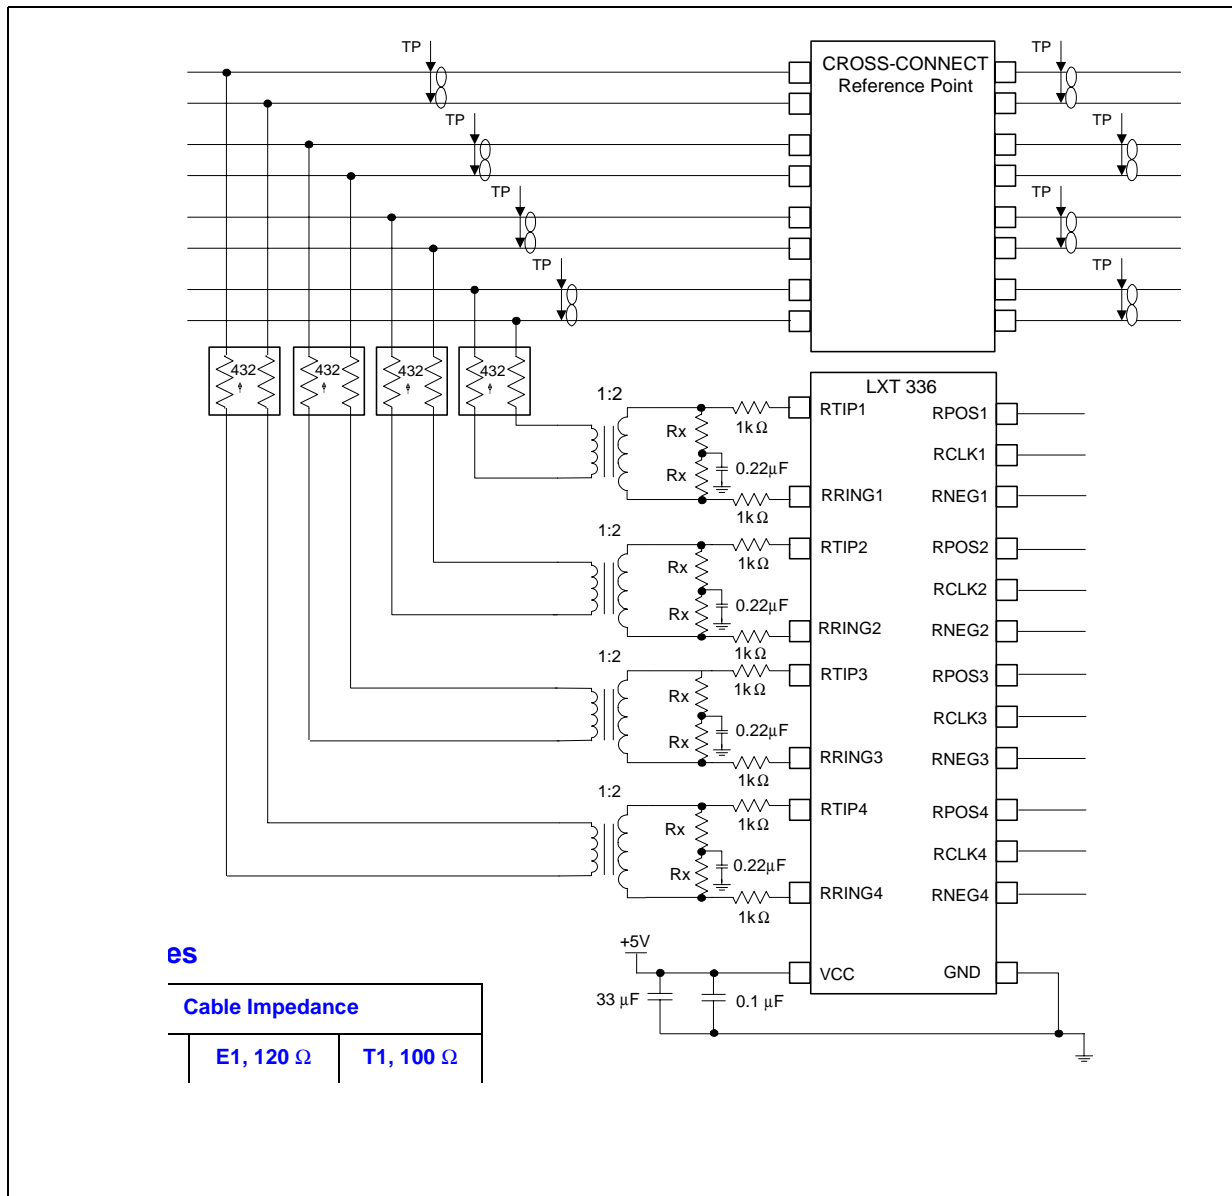 TP
TP
CROSS-CONNECT
Reference Point
TP
TP
TP
TP
TP
TP
432
432
432
432
LXT 336
1:2
RTIP1
RPOS1
Rx
1kΩ
RCLK1
Rx
0.22µF
RRING1
RNEG1
1kΩ
1:2
RTIP2
RPOS2
1kΩ
Rx
RCLK2
Rx
0.22µF
RRING2
RNEG2
1kΩ
1:2
RTIP3
RPOS3
1kΩ
Rx
RCLK3
Rx
0.22µF
RRING3
RNEG3
1kΩ
1:2
RTIP4
RPOS4
1kΩ
Rx
RCLK4
Rx
0.22µF
RRING4
RNEG4
1kΩ
es
+5V
VCC
GND
33 µF
0.1 µF
Cable Impedance
E1, 120 Ω
T1, 100 Ω